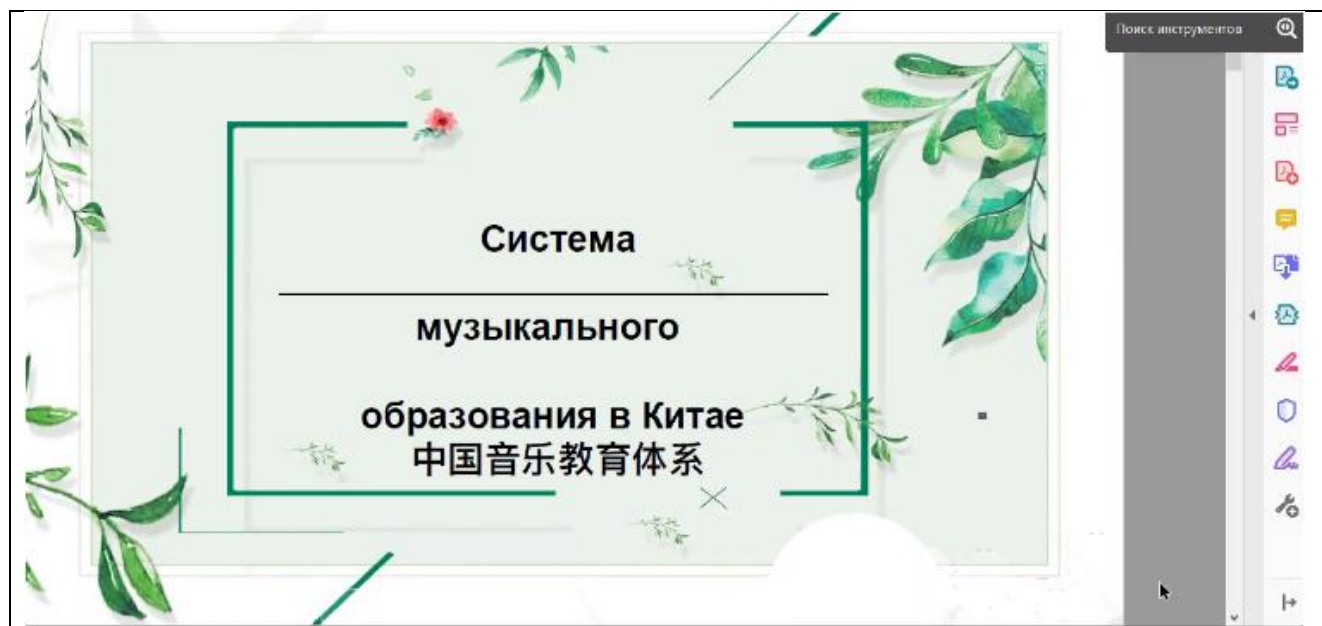 Поиск инструментов
Система
музыкального
образования в Китае
中国音乐教育体系